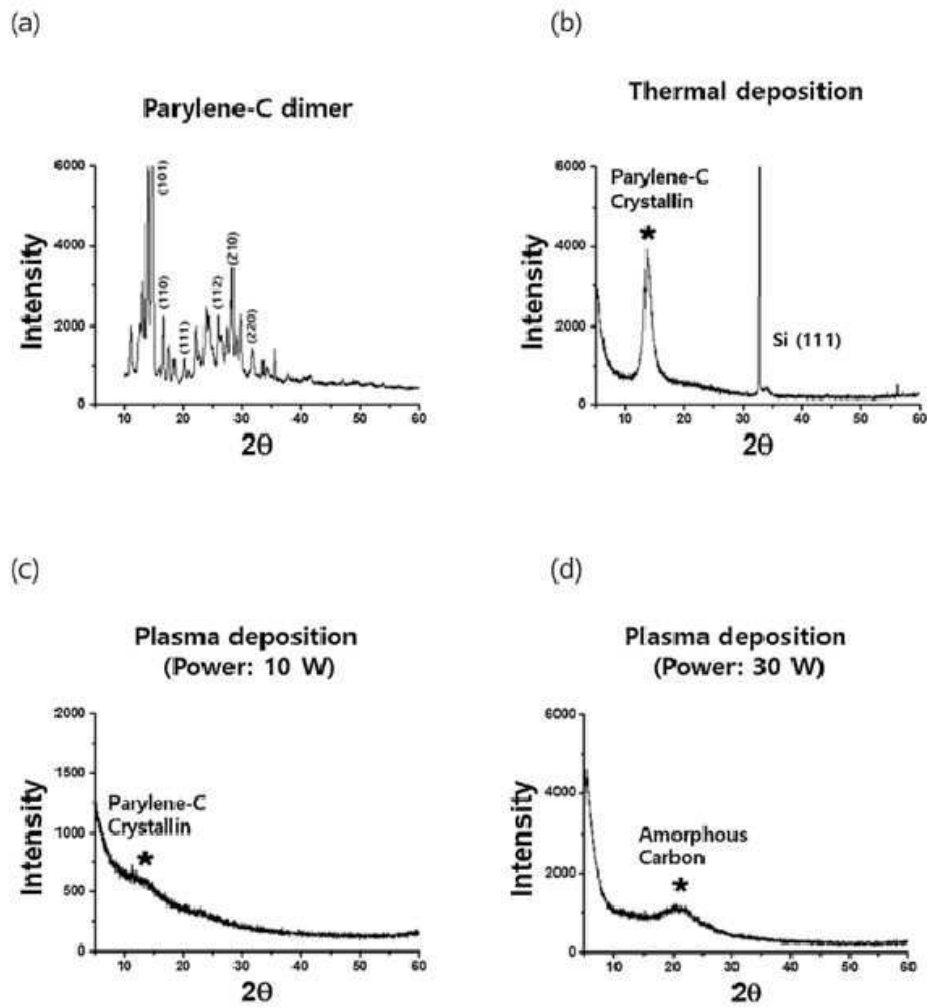 (a)
Parylene-C dimer
6000
4000
2000
0
Intensity
(101)
(110)
(111)
(112)
(210)
(220)
10
20
30
40
50
60
2θ
(b)
Thermal deposition
6000
4000
2000
0
Intensity
Parylene-C
Crystallin
*
Si (111)
10
20
30
40
50
60
2θ
(c)
Plasma deposition
(Power: 10 W)
2000
1500
1000
500
0
Intensity
Parylene-C
Crystallin
*
10
20
30
40
50
60
2θ
(d)
Plasma deposition
(Power: 30 W)
6000
4000
2000
0
Intensity
Amorphous
Carbon
*
10
20
30
40
50
60
2θ